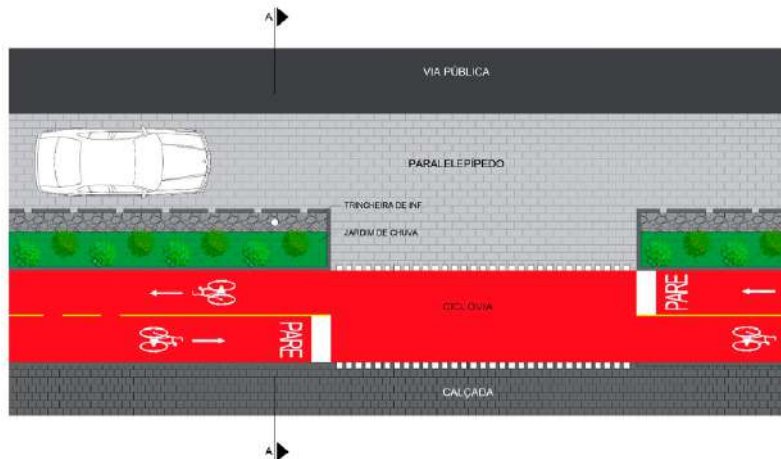 A
VIA PÚBLICA
PARALELEPÍPEDO
TRINCHEIRA DE INF.
JARDIM DE CHUVA
CICLOVIA
PARE
PARE
CALÇADA
A